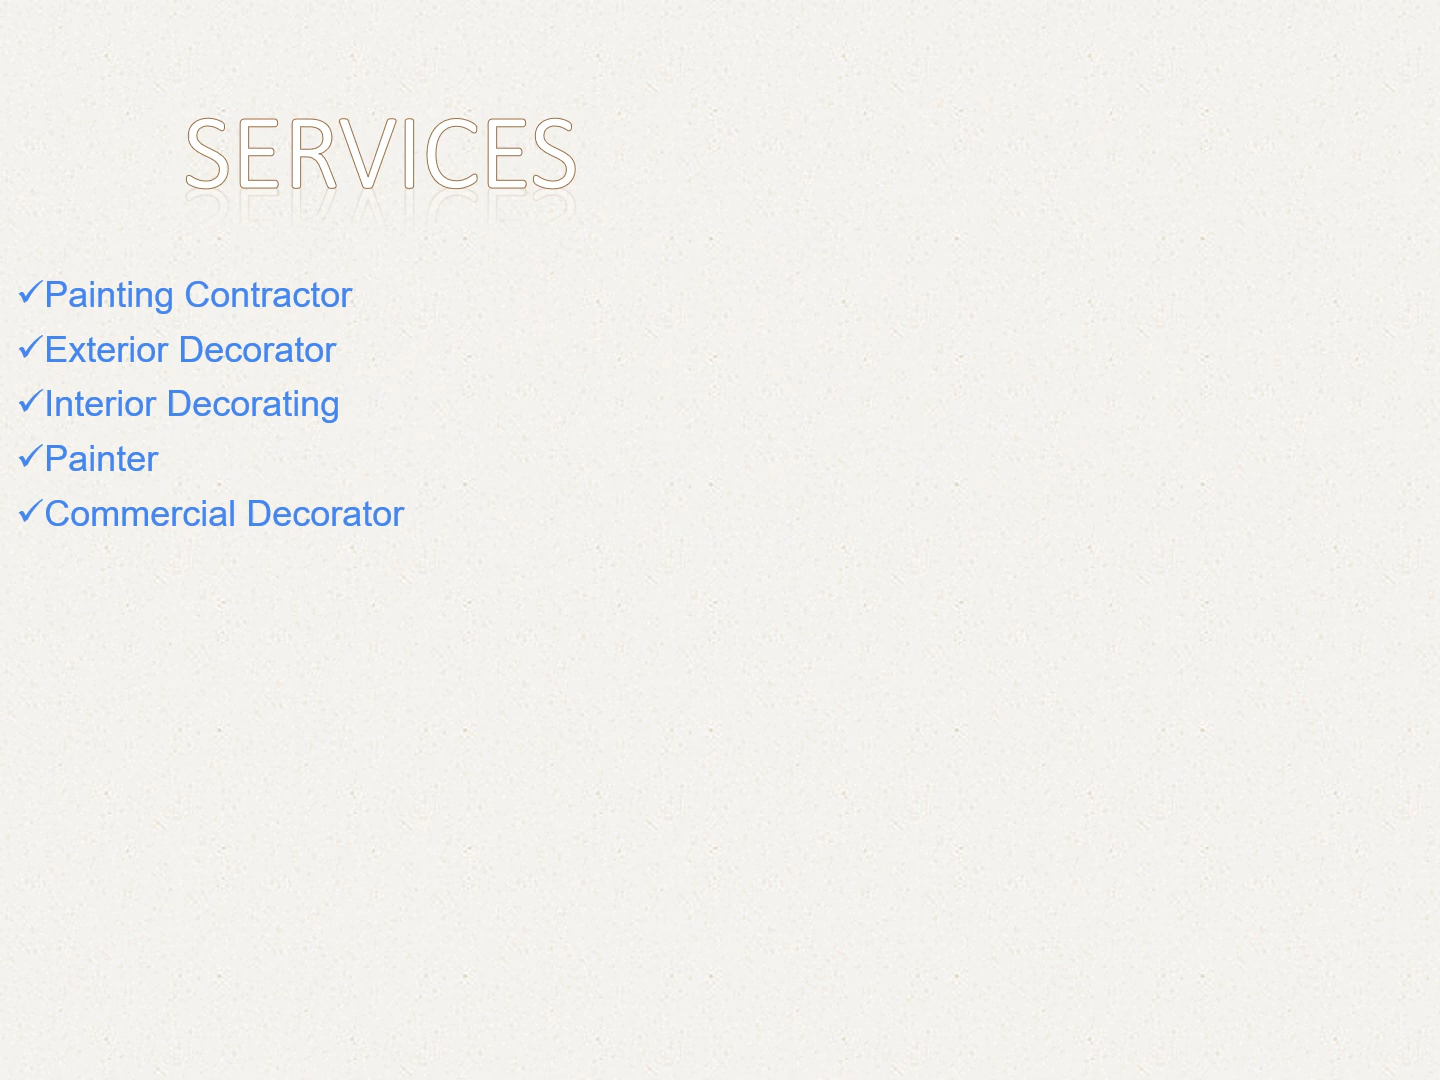 SERVICES
✓Painting Contractor
✓Exterior Decorator
✓Interior Decorating
✓Painter
✓Commercial Decorator